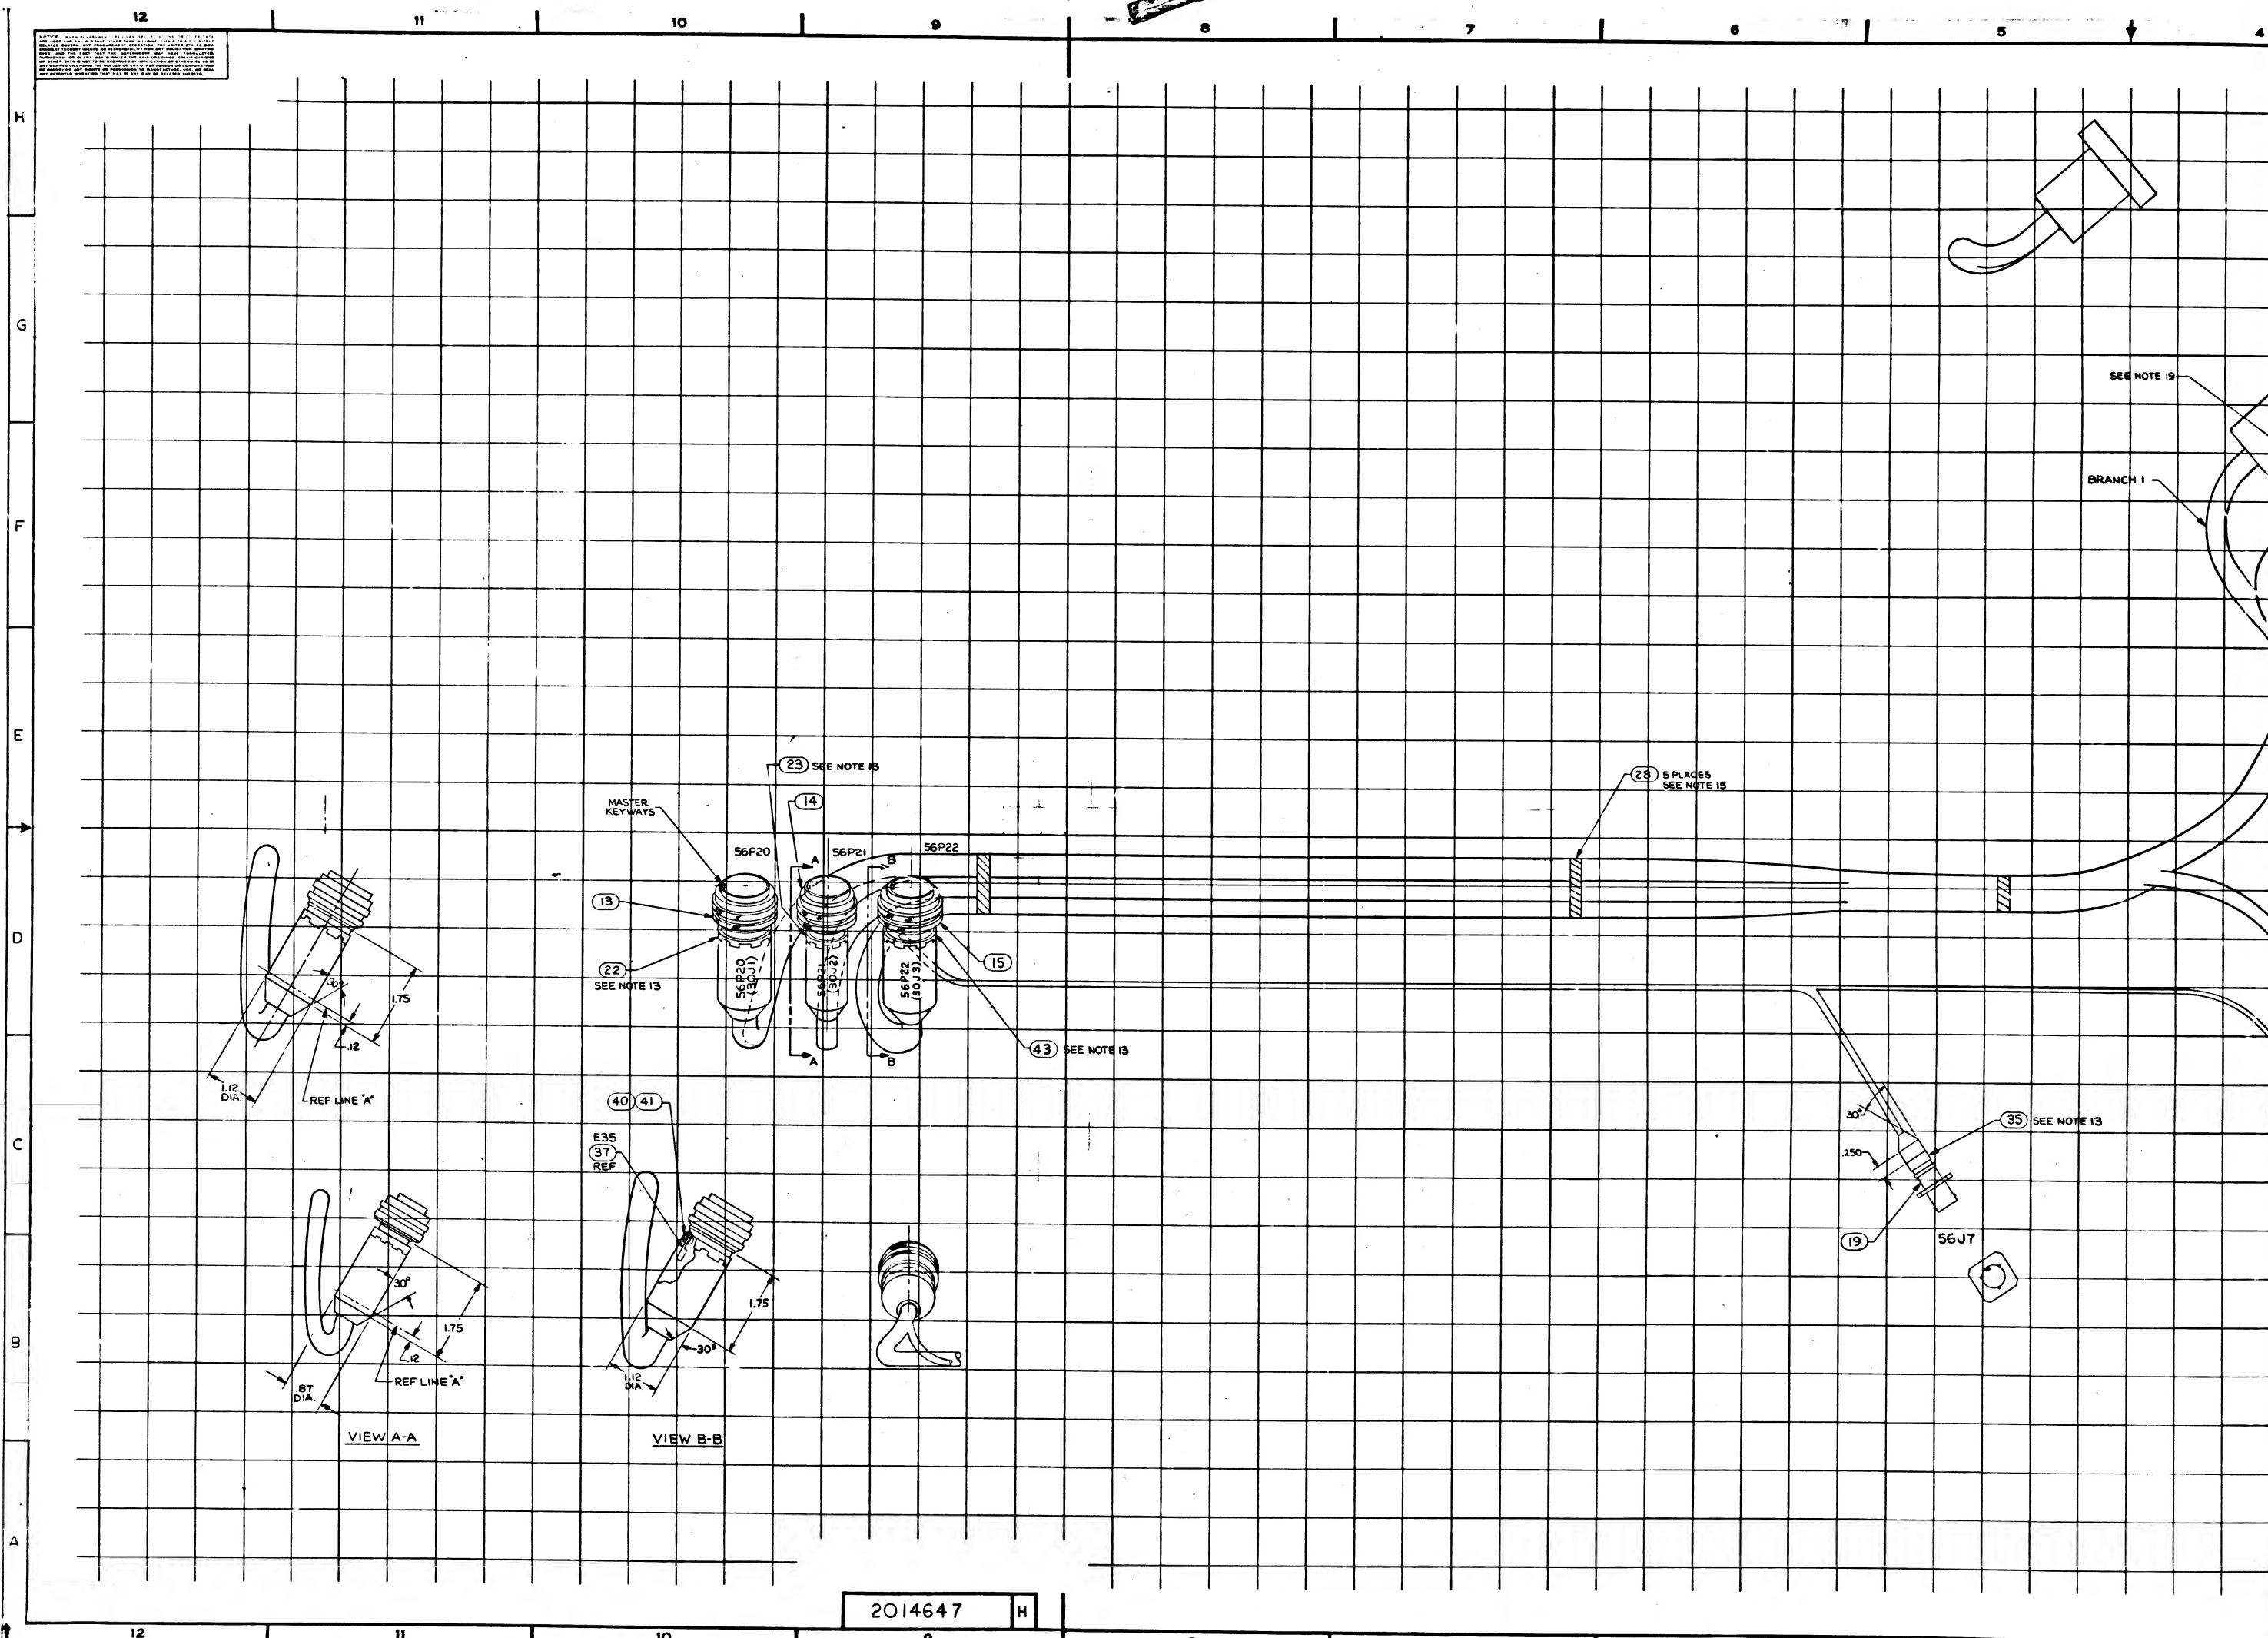 12 11 10 9 8 7 6 5 4
H
G
F
E
D
C
B
A
SEE NOTE 19
BRANCH 1
23 SEE NOTE 13
14
MASTER
KEYWAYS
28 5 PLACES
SEE NOTE 15
56P20
A
56P21
B
56P22
13
22
SEE NOTE 13
56P20
(30J1)
56P21
(30J2)
56P22
(30J3)
15
43 SEE NOTE 13
A
B
30°
1.75
.12
1.12
DIA.
REF LINE "A"
40 41
E35
37
REF
30°
35 SEE NOTE 13
.250
19
56J7
30°
1.75
.12
.87
DIA.
REF LINE "A"
VIEW A-A
1.75
30°
1.12
DIA.
VIEW B-B
2014647 H
12 11 10 9